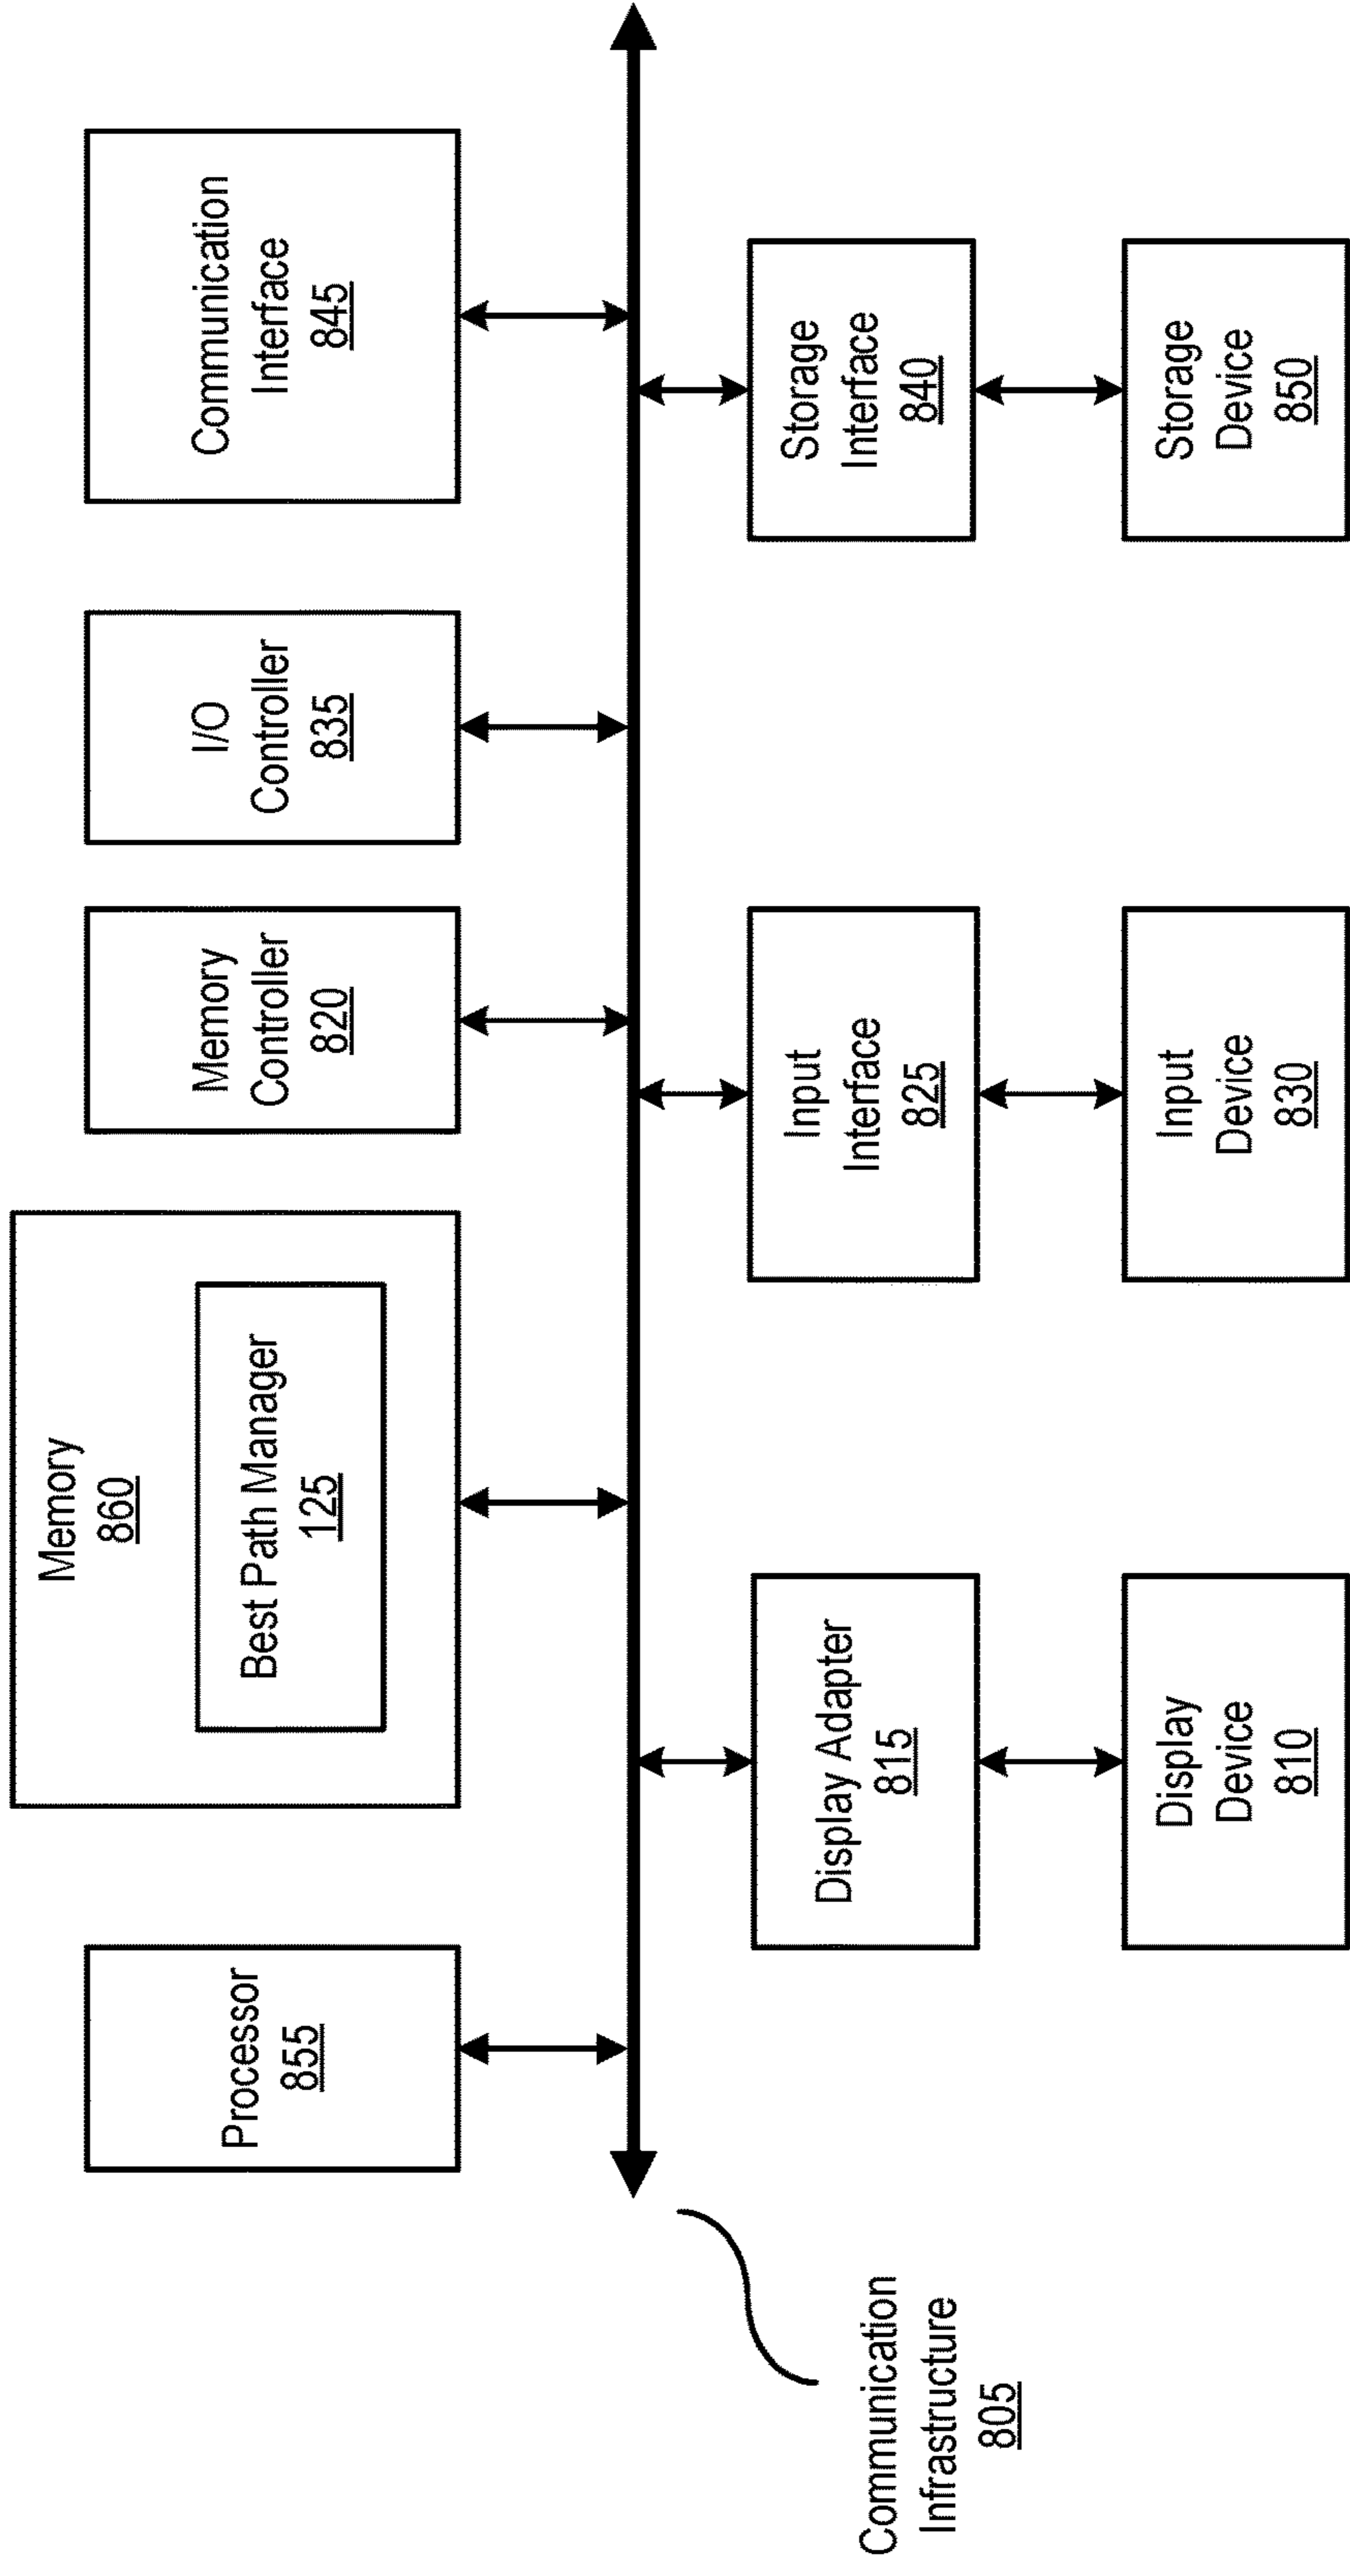 Processor
855
Memory
860
Best Path Manager
125
Memory
Controller
820
I/O
Controller
835
Communication
Interface
845
Communication
Infrastructure
805
Display Adapter
815
Input
Interface
825
Storage
Interface
840
Display
Device
810
Input
Device
830
Storage
Device
850